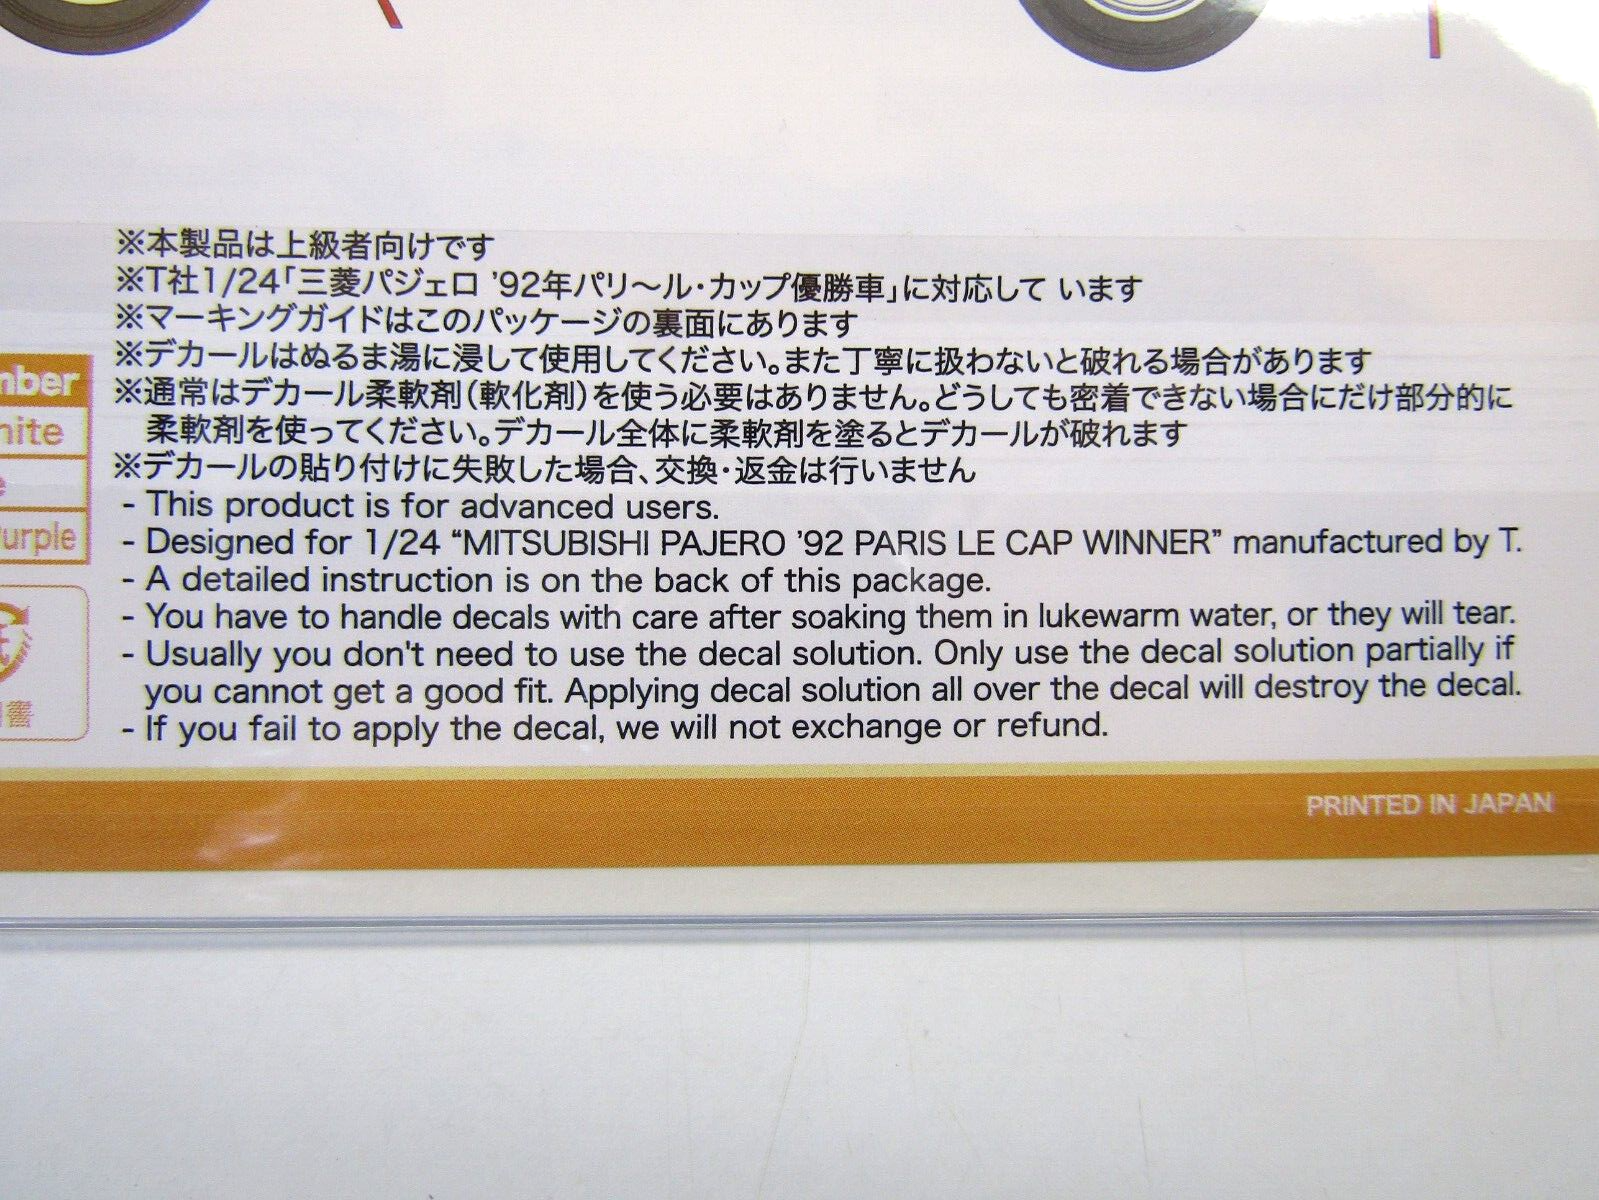 ※本製品は上級者向けです
※T社1/24「三菱パジェロ ’92年パリ～ル・カップ優勝車」に対応して います
※マーキングガイドはこのパッケージの裏面にあります
※デカールはぬるま湯に浸して使用してください。また丁寧に扱わないと破れる場合があります
※通常はデカール柔軟剤（軟化剤）を使う必要はありません。どうしても密着できない場合にだけ部分的に
柔軟剤を使ってください。デカール全体に柔軟剤を塗るとデカールが破れます
※デカールの貼り付けに失敗した場合、交換・返金は行いません
- This product is for advanced users.
- Designed for 1/24 “MITSUBISHI PAJERO ’92 PARIS LE CAP WINNER” manufactured by T.
- A detailed instruction is on the back of this package.
- You have to handle decals with care after soaking them in lukewarm water, or they will tear.
- Usually you don't need to use the decal solution. Only use the decal solution partially if
you cannot get a good fit. Applying decal solution all over the decal will destroy the decal.
- If you fail to apply the decal, we will not exchange or refund.
PRINTED IN JAPAN